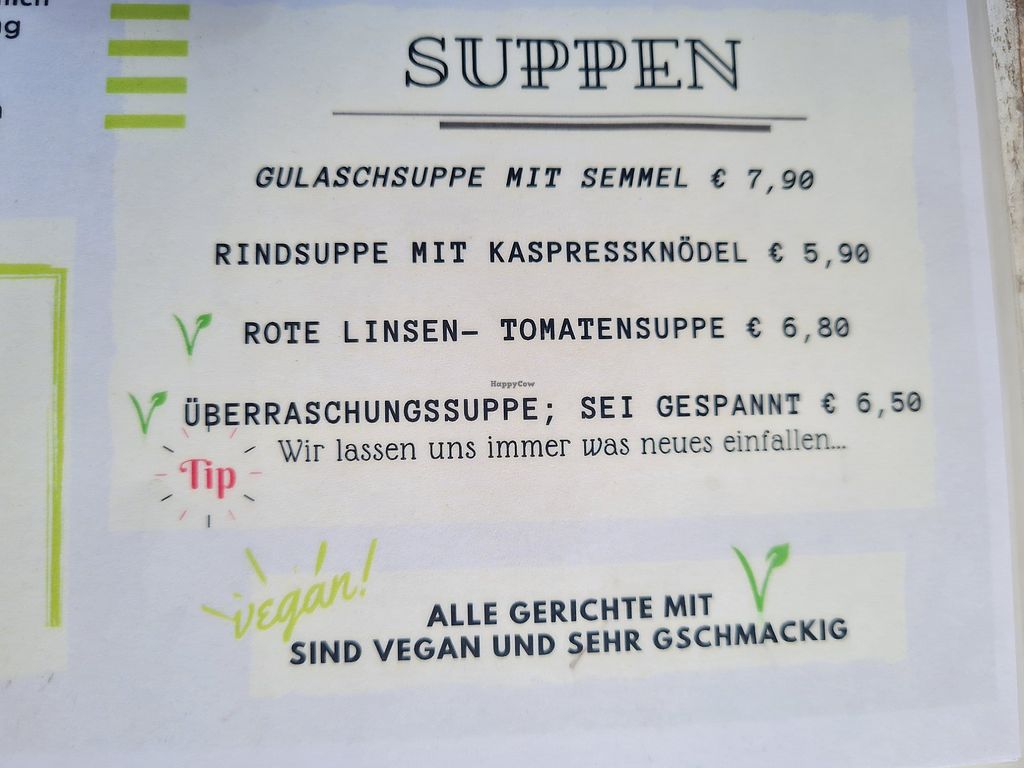 SUPPEN
GULASCHSUPPE MIT SEMMEL € 7,90
RINDSUPPE MIT KASPRESSKNÖDEL € 5,90
ROTE LINSEN– TOMATENSUPPE € 6,80
HappyCow
ÜBERRASCHUNGSSUPPE; SEI GESPANNT € 6,50
Wir lassen uns immer was neues einfallen...
Tip
vegan!
ALLE GERICHTE MIT V
SIND VEGAN UND SEHR GSCHMACKIG